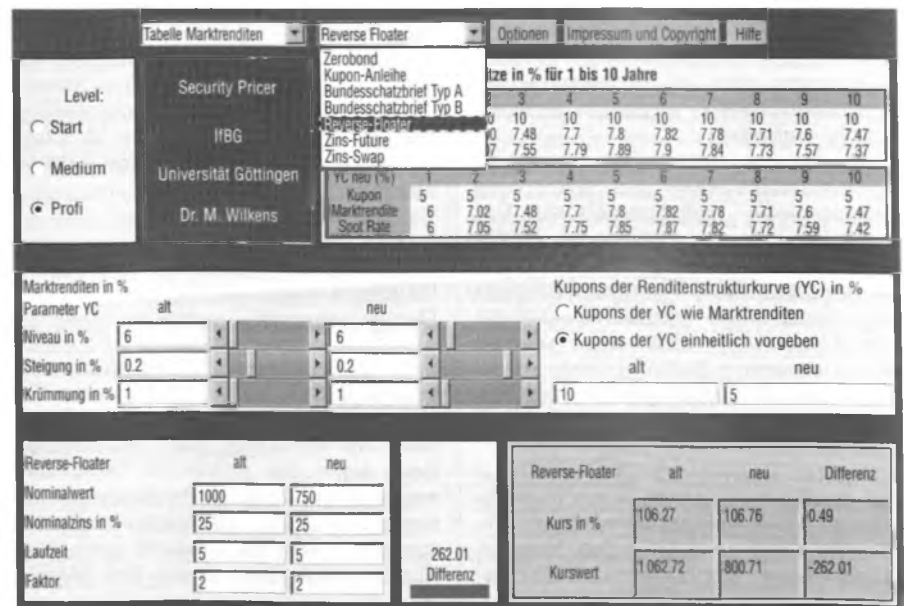 Tabelle Marktrenditen Reverse Floater Optionen Impressum und Copyright Hilfe
Zerobond
Kupon-Anleihe
Bundesschatzbrief Typ A
Bundesschatzbrief Typ B
Reverse-Floater
Zins-Future
Zins-Swap
tze in % für 1 bis 10 Jahre
3 4 5 6 7 8 9 10
10 10 10 10 10 10 10 10
7.48 7.7 7.8 7.82 7.78 7.71 7.6 7.47
7.55 7.79 7.89 7.9 7.84 7.73 7.57 7.37
Level:
Start
Medium
Profi
Security Pricer
IfBG
Universität Göttingen
Dr. M. Wilkens
YC neu (%) 1 2 3 4 5 6 7 8 9 10
Kupon 5 5 5 5 5 5 5 5 5 5
Marktrendite 6 7.02 7.48 7.7 7.8 7.82 7.78 7.71 7.6 7.47
Spot Rate 6 7.05 7.52 7.75 7.85 7.87 7.82 7.72 7.59 7.42
Marktrenditen in %
Parameter YC alt neu
Niveau in % 6 6
Steigung in % 0.2 0.2
Krümmung in % 1 1
Kupons der Renditenstrukturkurve (YC) in %
Kupons der YC wie Marktrenditen
Kupons der YC einheitlich vorgeben
alt neu
10 5
Reverse-Floater alt neu
Nominalwert 1000 750
Nominalzins in % 25 25
Laufzeit 5 5
Faktor 2 2
262.01
Differenz
Reverse-Floater alt neu Differenz
Kurs in % 106.27 106.76 0.49
Kurswert 1062.72 800.71 -262.01